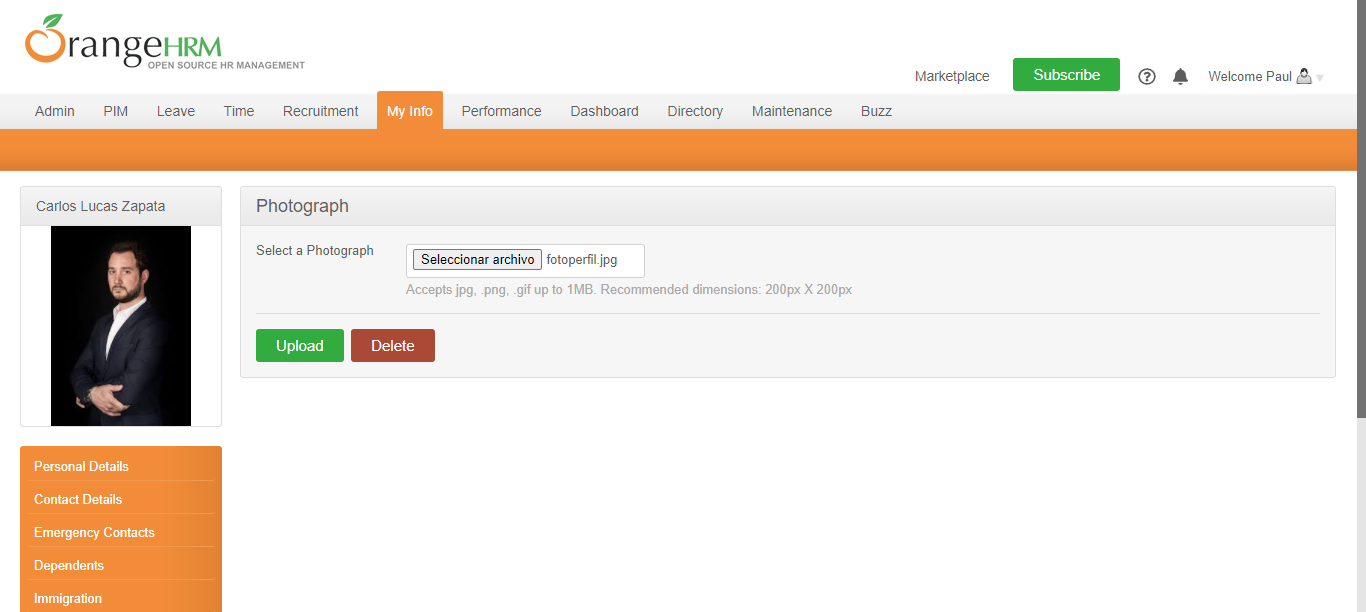 OrangeHRM
OPEN SOURCE HR MANAGEMENT
Marketplace Subscribe Welcome Paul
Admin PIM Leave Time Recruitment My Info Performance Dashboard Directory Maintenance Buzz
Carlos Lucas Zapata
Photograph
Select a Photograph
Seleccionar archivo fotoperfil.jpg
Accepts jpg, .png, .gif up to 1MB. Recommended dimensions: 200px X 200px
Upload Delete
Personal Details
Contact Details
Emergency Contacts
Dependents
Immigration